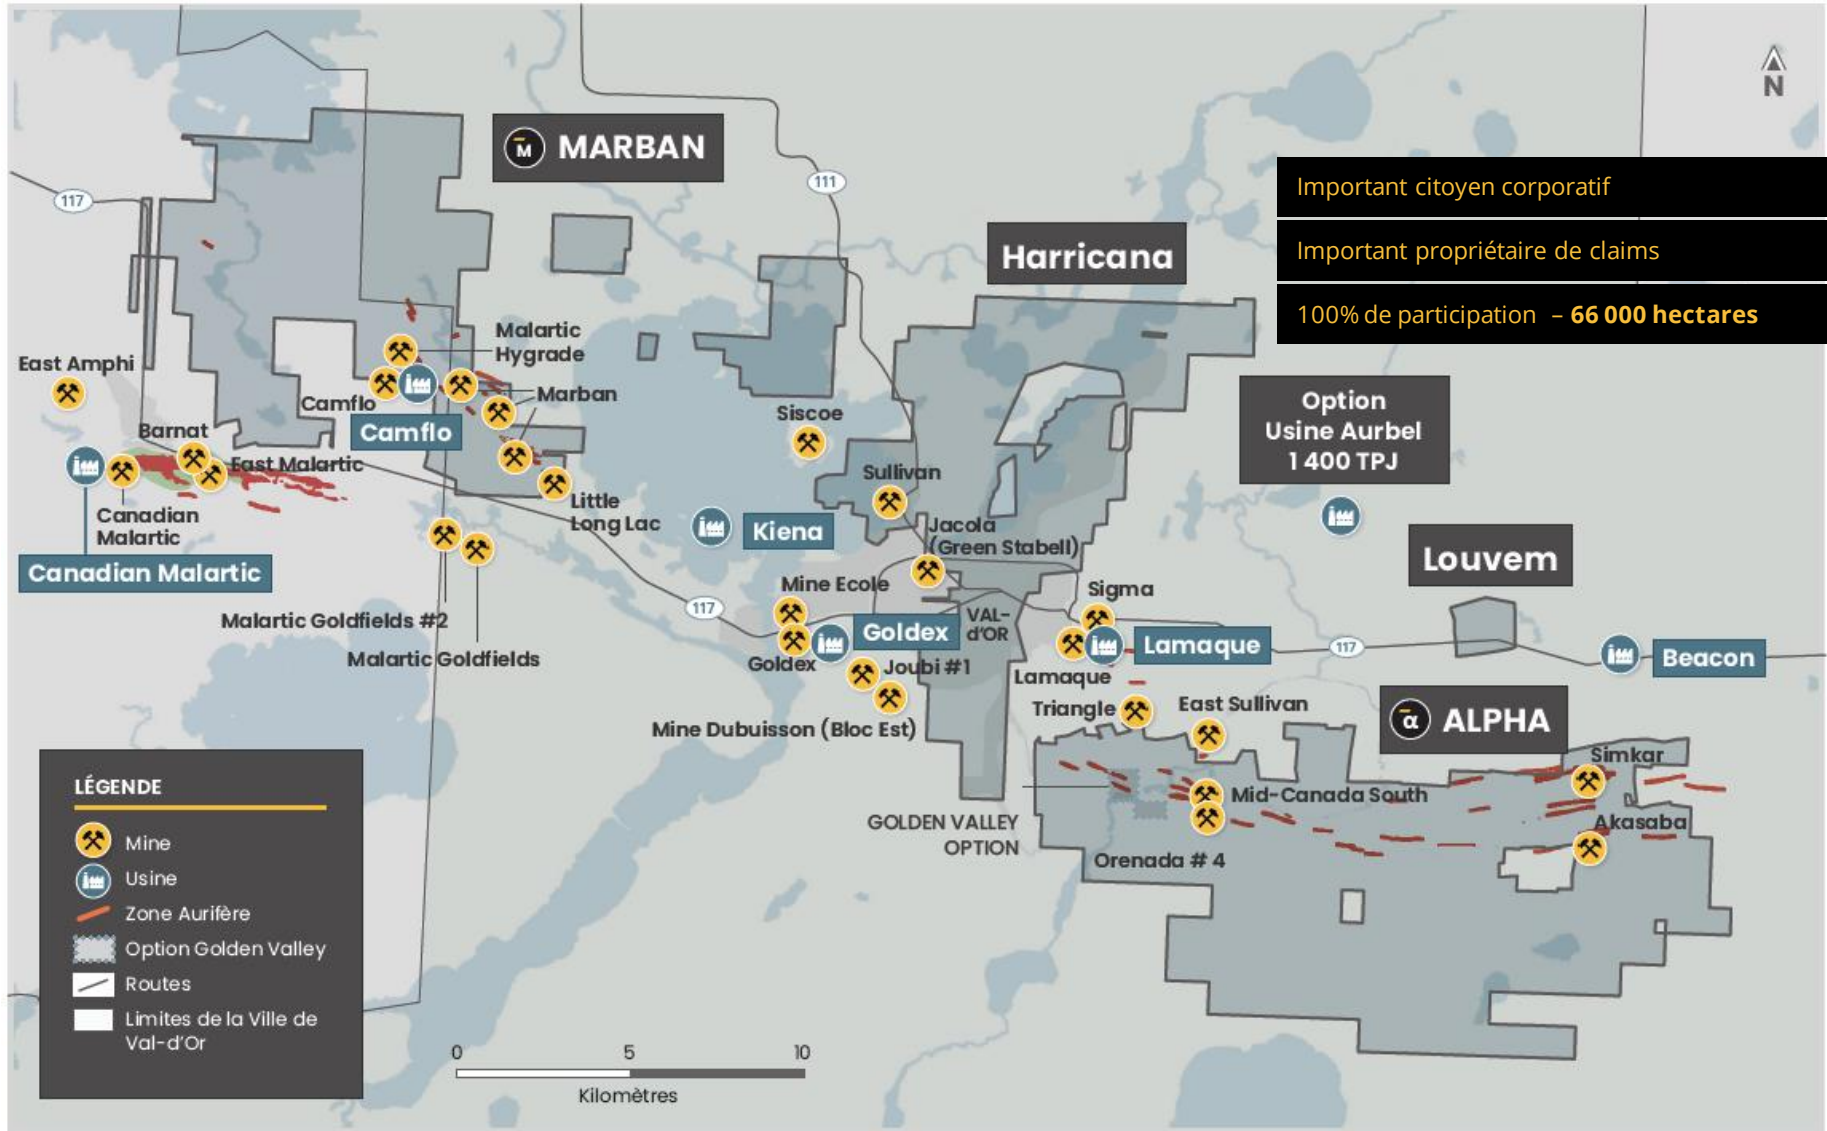 N
M MARBAN
117
111
Important citoyen corporatif
Important propriétaire de claims
100% de participation – 66 000 hectares
Harricana
Malartic
Hygrade
East Amphi
Marban
Camflo
Camflo
Siscoe
Option
Usine Aurbel
1 400 TPJ
Barnat
East Malartic
Sullivan
Little
Long Lac
Canadian
Malartic
Canadian Malartic
Kiena
Jacola
(Green Stabell)
Louvem
Mine Ecole
Sigma
Malartic Goldfields #2
117
Goldex
VAL-
d'OR
Lamaque
117
Beacon
Malartic Goldfields
Goldex
Joubi #1
Lamaque
Triangle
East Sullivan
Mine Dubuisson (Bloc Est)
α ALPHA
Simkar
Mid-Canada South
GOLDEN VALLEY
OPTION
Akasaba
Orenada # 4
LÉGENDE
Mine
Usine
Zone Aurifère
Option Golden Valley
Routes
Limites de la Ville de
Val-d'Or
0 5 10
Kilomètres